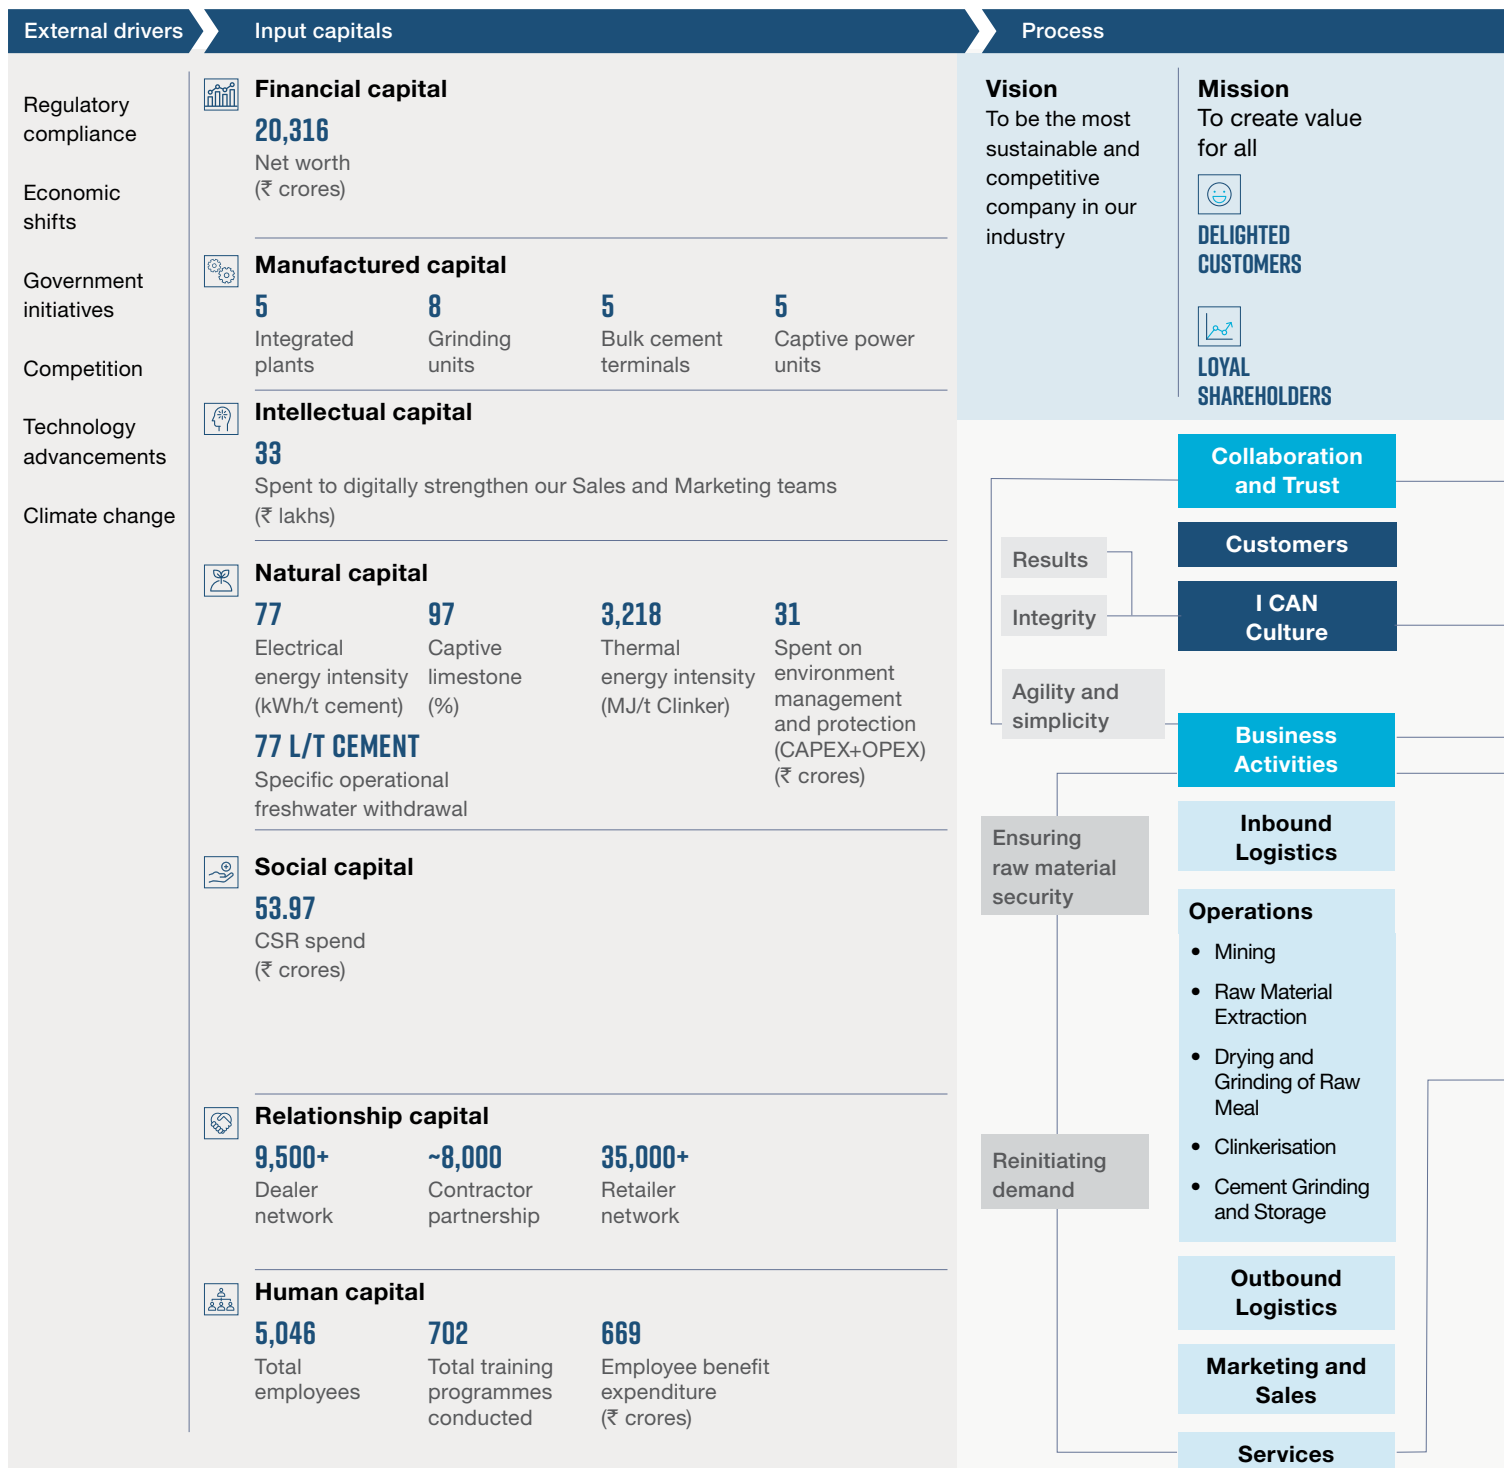 External drivers
Input capitals
Process
Regulatory
compliance
Economic
shifts
Government
initiatives
Competition
Technology
advancements
Climate change
Financial capital
20,316
Net worth
(₹ crores)
Manufactured capital
5
Integrated
plants
8
Grinding
units
5
Bulk cement
terminals
5
Captive power
units
Intellectual capital
33
Spent to digitally strengthen our Sales and Marketing teams
(₹ lakhs)
Natural capital
77
Electrical
energy intensity
(kWh/t cement)
97
Captive
limestone
(%)
3,218
Thermal
energy intensity
(MJ/t Clinker)
31
Spent on
environment
management
and protection
(CAPEX+OPEX)
(₹ crores)
77 L/T CEMENT
Specific operational
freshwater withdrawal
Social capital
53.97
CSR spend
(₹ crores)
Relationship capital
9,500+
Dealer
network
~8,000
Contractor
partnership
35,000+
Retailer
network
Human capital
5,046
Total
employees
702
Total training
programmes
conducted
669
Employee benefit
expenditure
(₹ crores)
Vision
To be the most
sustainable and
competitive
company in our
industry
Mission
To create value
for all
DELIGHTED
CUSTOMERS
LOYAL
SHAREHOLDERS
Collaboration
and Trust
Customers
Results
Integrity
I CAN
Culture
Agility and
simplicity
Business
Activities
Ensuring
raw material
security
Inbound
Logistics
Operations
• Mining
• Raw Material
Extraction
• Drying and
Grinding of Raw
Meal
• Clinkerisation
• Cement Grinding
and Storage
Reinitiating
demand
Outbound
Logistics
Marketing and
Sales
Services